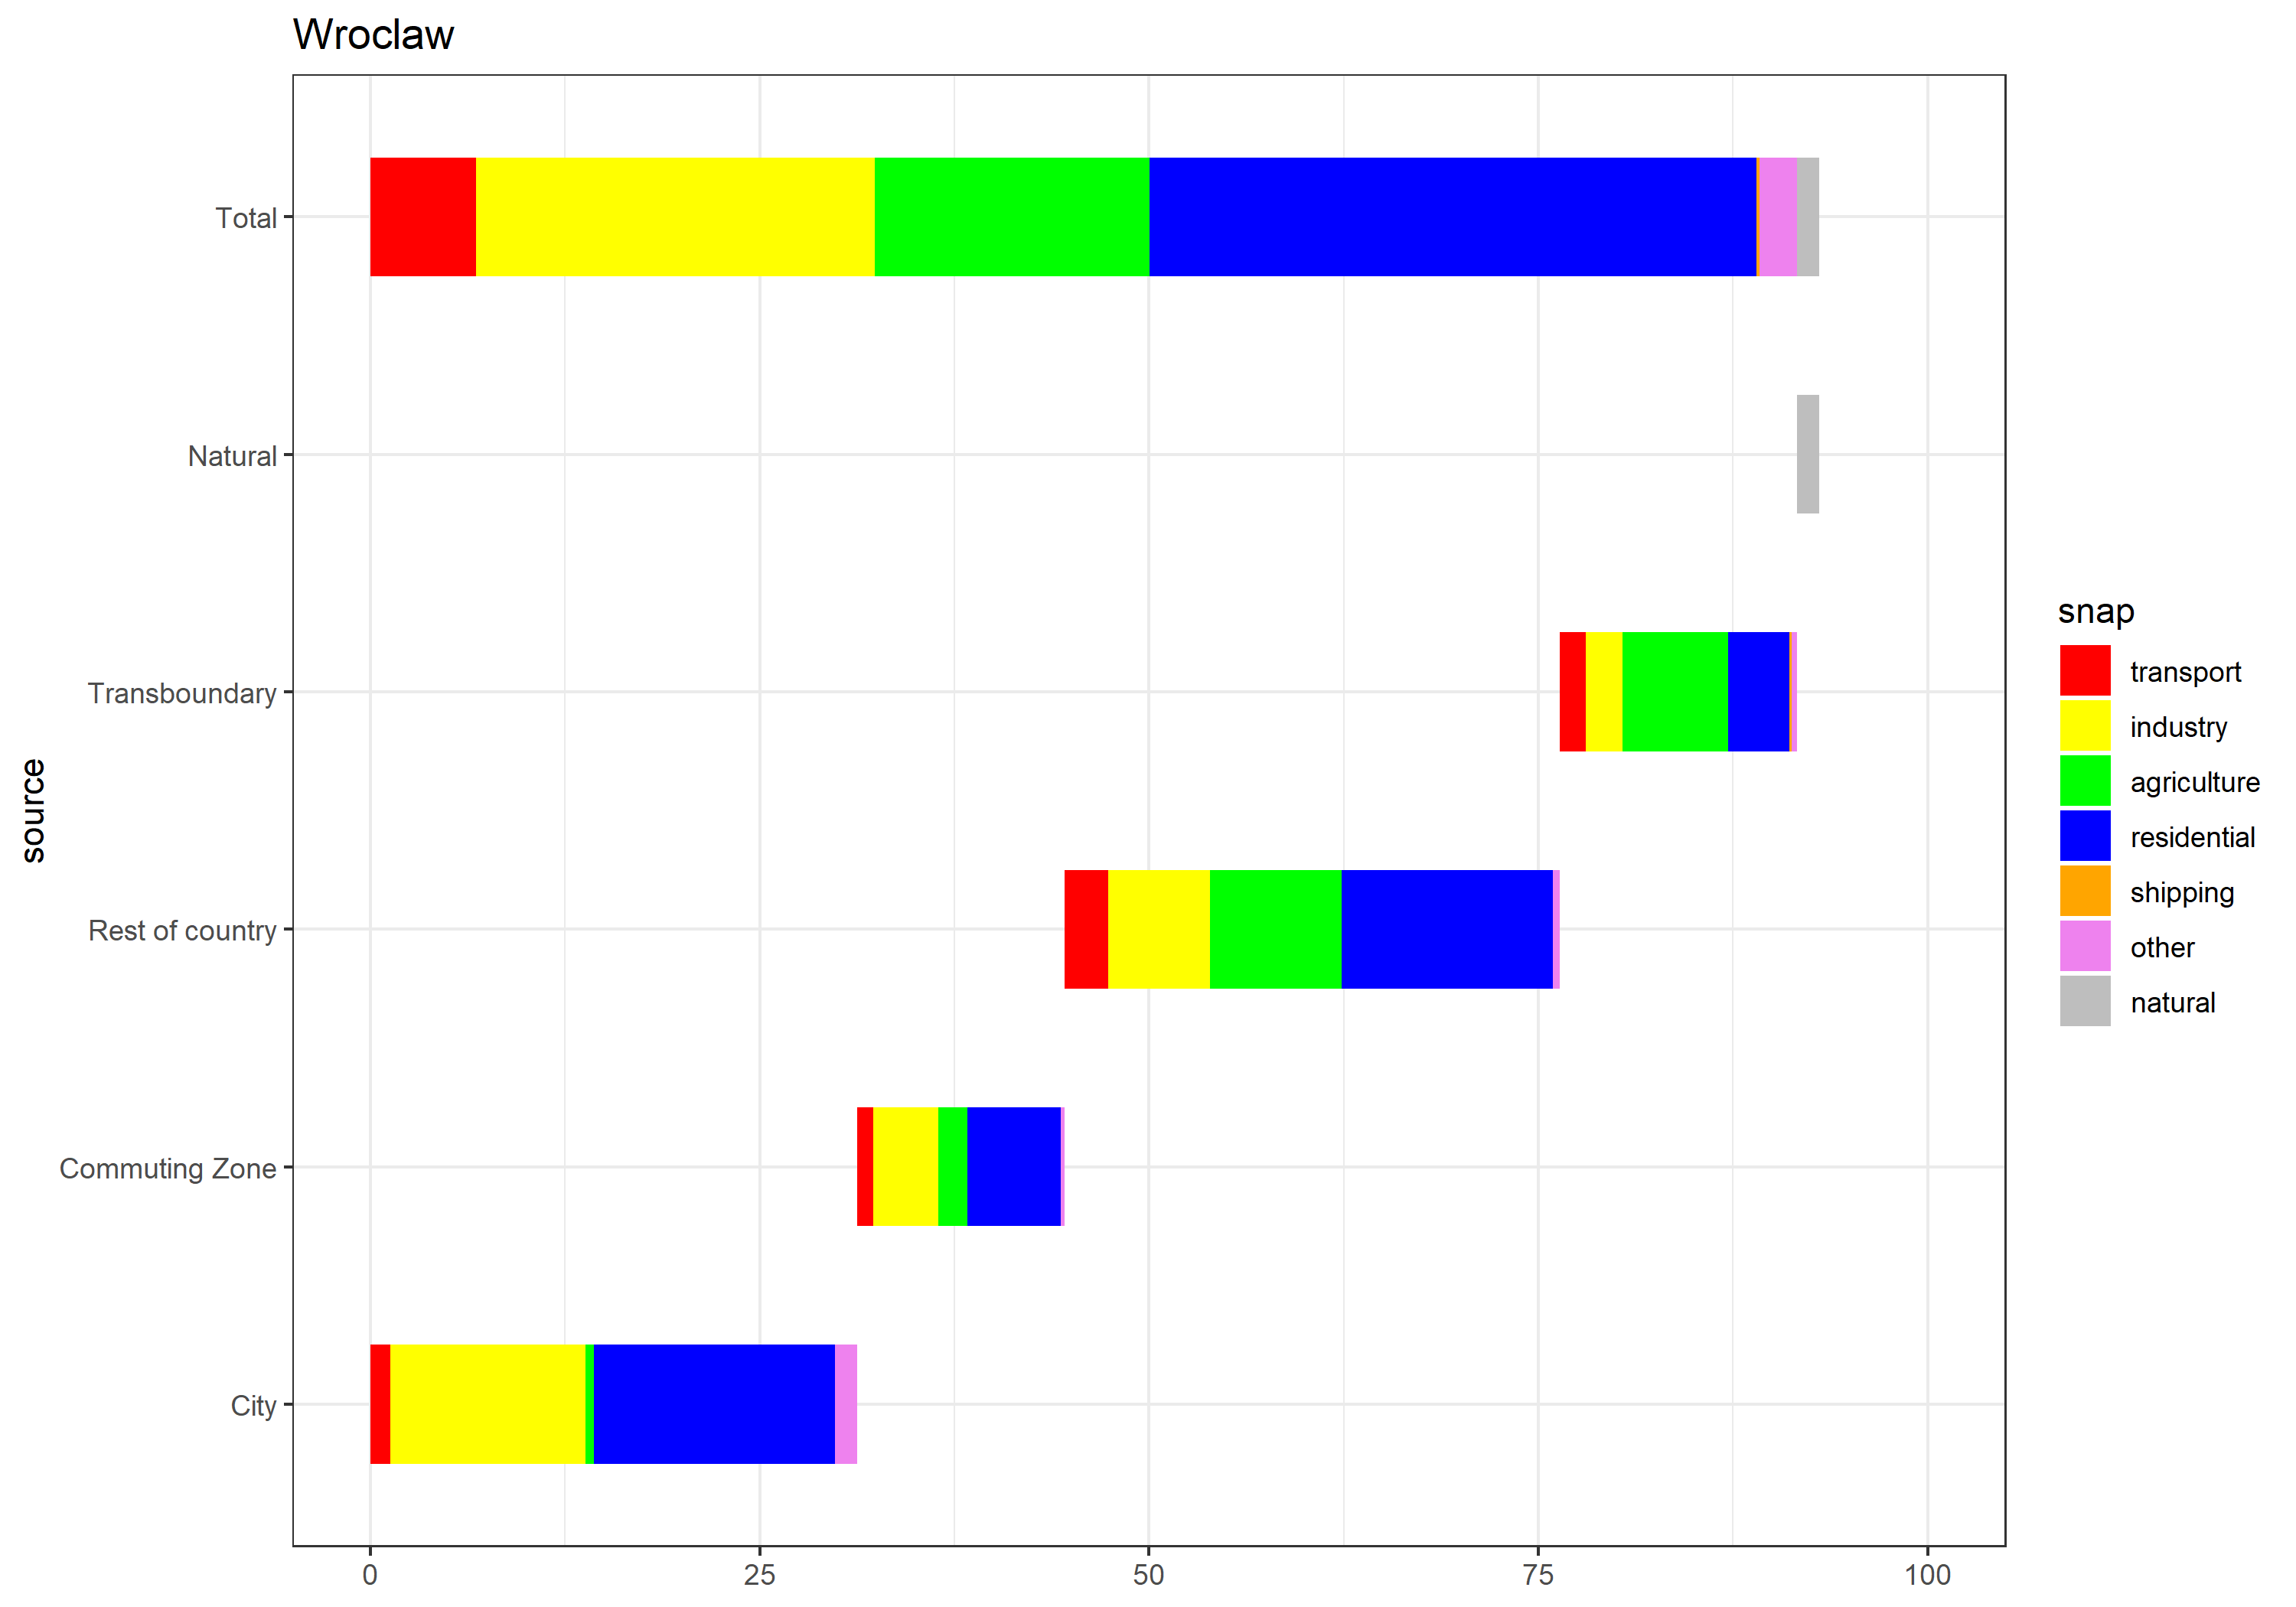 Wroclaw
Total
Natural
Transboundary
Rest of country
Commuting Zone
City
source
0
25
50
75
100
snap
transport
industry
agriculture
residential
shipping
other
natural